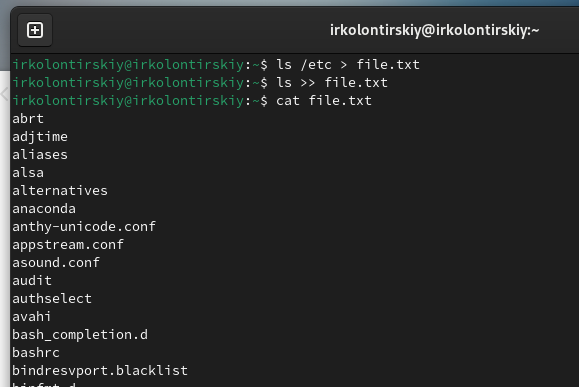 irkolontirskiy@irkolontirskiy:~
irkolontirskiy@irkolontirskiy:~$ ls /etc > file.txt
irkolontirskiy@irkolontirskiy:~$ ls >> file.txt
irkolontirskiy@irkolontirskiy:~$ cat file.txt
abrt
adjtime
aliases
alsa
alternatives
anaconda
anthy-unicode.conf
appstream.conf
asound.conf
audit
authselect
avahi
bash_completion.d
bashrc
bindresvport.blacklist